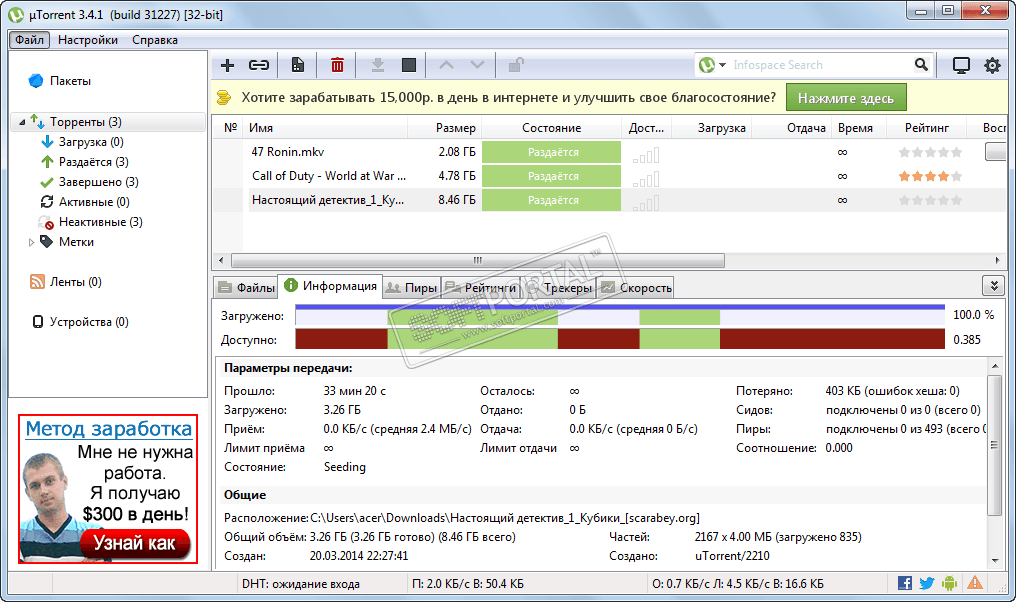 µTorrent 3.4.1 (build 31227) [32-bit]
Файл Настройки Справка
Infospace Search
Хотите зарабатывать 15,000р. в день в интернете и улучшить свое благосостояние? Нажмите здесь
Пакеты
Торренты (3)
Загрузка (0)
Раздаётся (3)
Завершено (3)
Активные (0)
Неактивные (3)
Метки
Ленты (0)
Устройства (0)
№ Имя Размер Состояние Дост... Загрузка Отдача Время Рейтинг Восп
47 Ronin.mkv 2.08 ГБ Раздаётся ∞
Call of Duty - World at War ... 4.78 ГБ Раздаётся ∞
Настоящий детектив_1_Ку... 8.46 ГБ Раздаётся ∞
Файлы Информация Пиры Рейтинги Трекеры Скорость
Загружено: 100.0 %
Доступно: 0.385
SOFTPORTAL™
www.softportal.com
Параметры передачи:
Прошло: 33 мин 20 с Осталось: ∞ Потеряно: 403 КБ (ошибок хеша: 0)
Загружено: 3.26 ГБ Отдано: 0 Б Сидов: подключены 0 из 0 (всего 0)
Приём: 0.0 КБ/с (средняя 2.4 МБ/с) Отдача: 0.0 КБ/с (средняя 0 Б/с) Пиры: подключены 0 из 493 (всего 0
Лимит приёма ∞ Лимит отдачи ∞ Соотношение: 0.000
Состояние: Seeding
Общие
Расположение: C:\Users\acer\Downloads\Настоящий детектив_1_Кубики_[scarabey.org]
Общий объём: 3.26 ГБ (3.26 ГБ готово) (8.46 ГБ всего) Частей: 2167 x 4.00 МБ (загружено 835)
Создан: 20.03.2014 22:27:41 Создано: uTorrent/2210
Метод заработка
Мне не нужна
работа.
Я получаю
$300 в день!
Узнай как
DHT: ожидание входа П: 2.0 КБ/с В: 50.4 КБ О: 0.7 КБ/с Л: 4.5 КБ/с В: 16.6 КБ